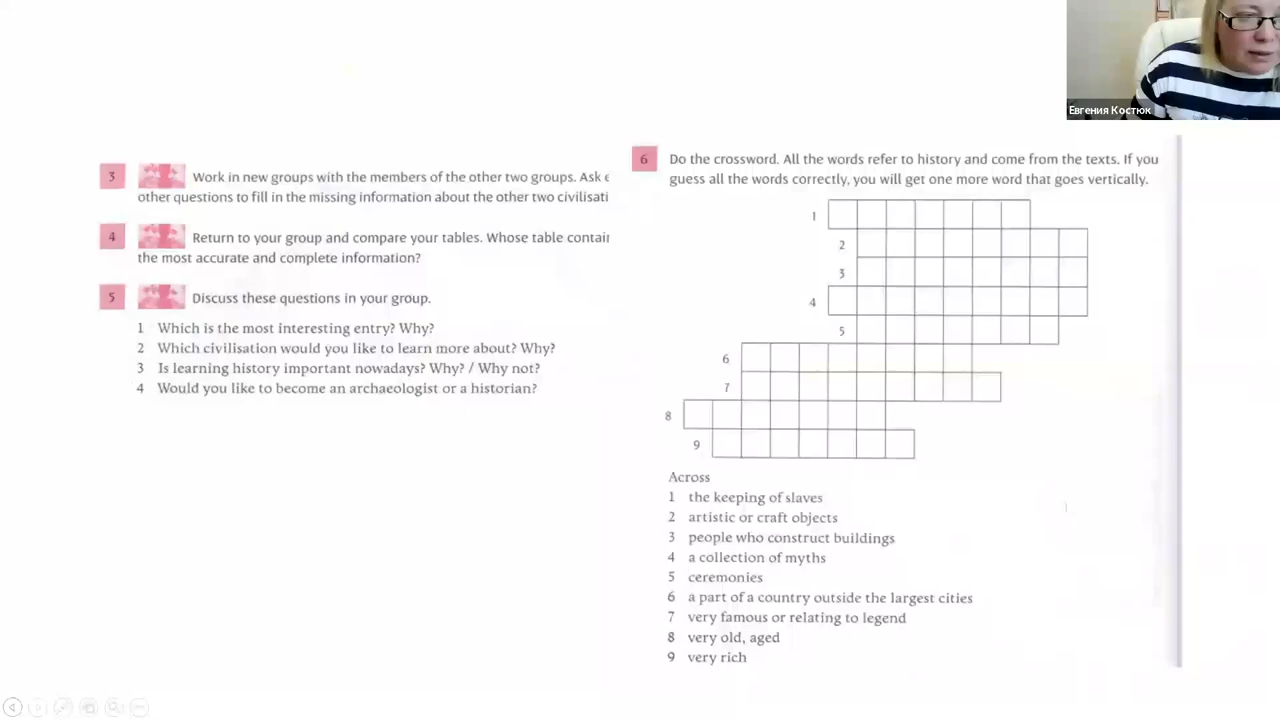 Евгения Костюк
3 Work in new groups with the members of the other two groups. Ask
other questions to fill in the missing information about the other two civilisati
4 Return to your group and compare your tables. Whose table contai
the most accurate and complete information?
5 Discuss these questions in your group.
1 Which is the most interesting entry? Why?
2 Which civilisation would you like to learn more about? Why?
3 Is learning history important nowadays? Why? / Why not?
4 Would you like to become an archaeologist or a historian?
6 Do the crossword. All the words refer to history and come from the texts. If you
guess all the words correctly, you will get one more word that goes vertically.
1
2
3
4
5
6
7
8
9
Across
1 the keeping of slaves
2 artistic or craft objects
3 people who construct buildings
4 a collection of myths
5 ceremonies
6 a part of a country outside the largest cities
7 very famous or relating to legend
8 very old, aged
9 very rich